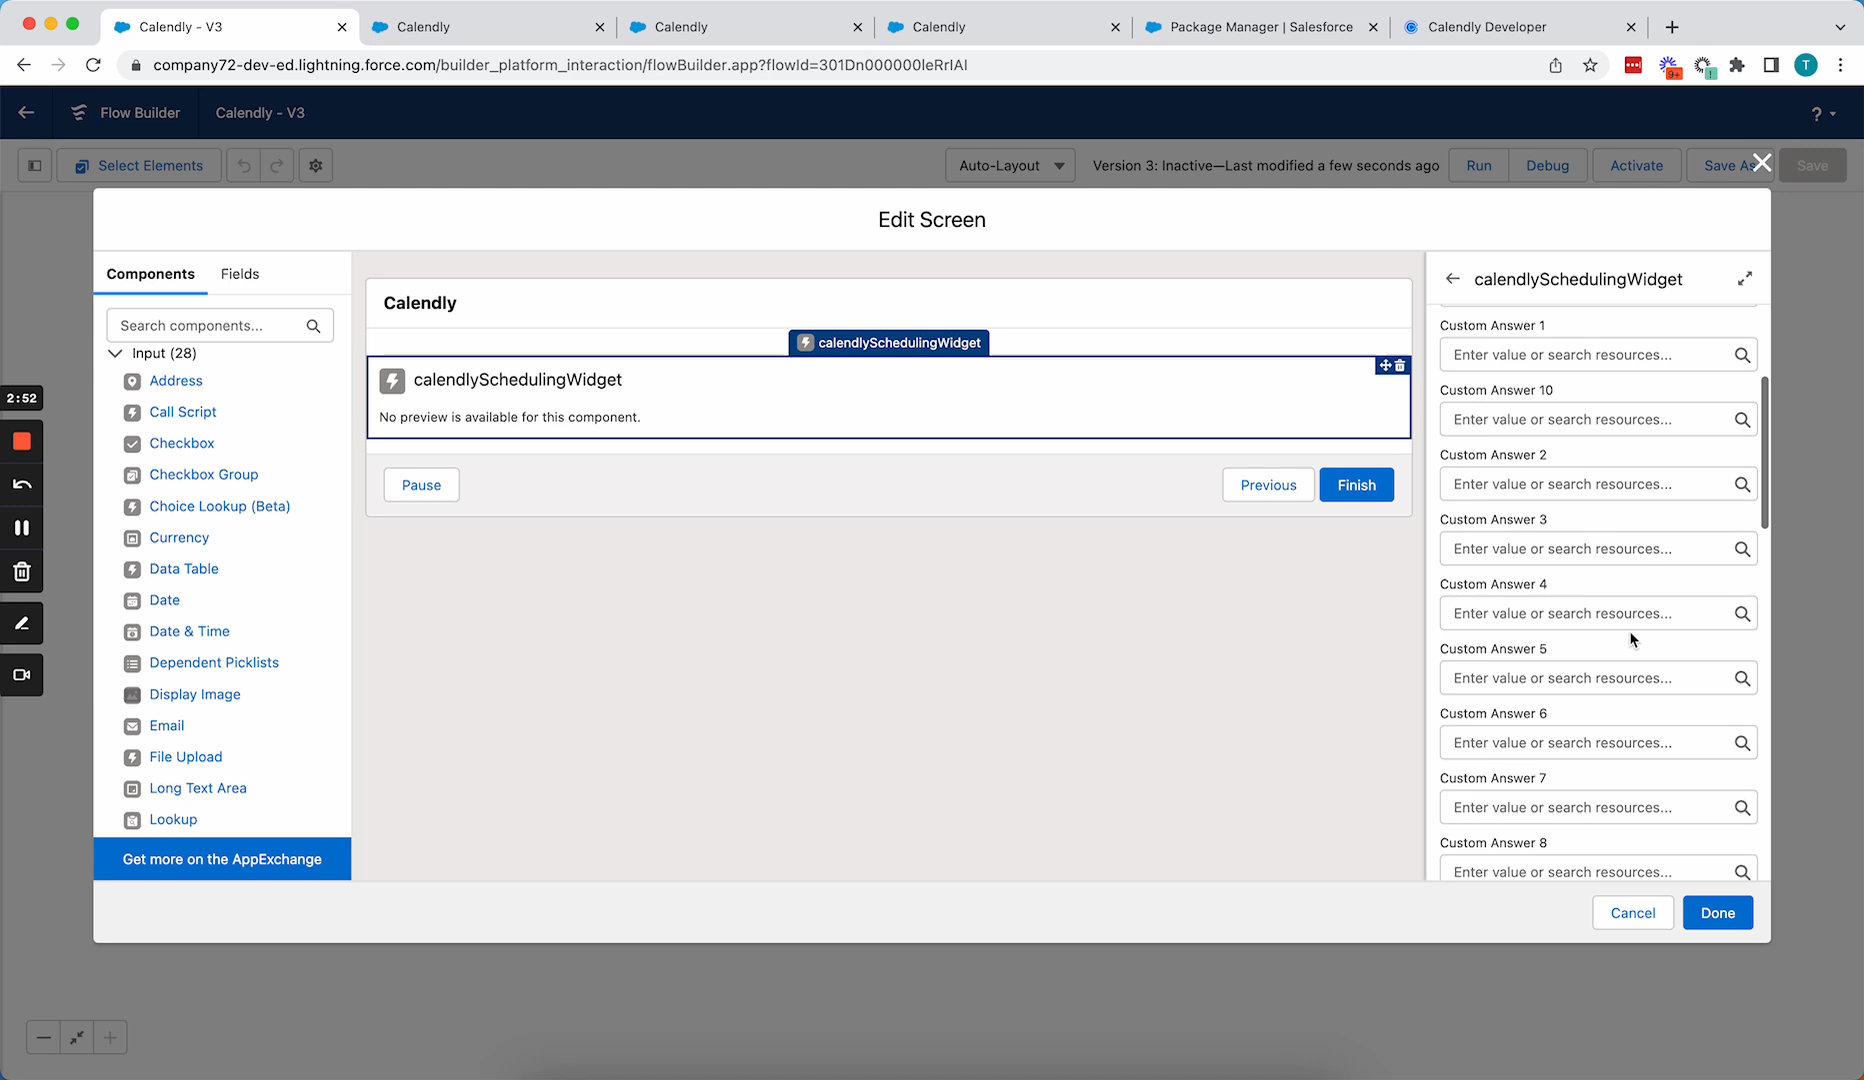 Calendly - V3
Calendly
Calendly
Calendly
Package Manager | Salesforce
Calendly Developer
company72-dev-ed.lightning.force.com/builder_platform_interaction/flowBuilder.app?flowId=301Dn000000IeRrIAI
9+
T
Flow Builder
Calendly - V3
?
Select Elements
Auto-Layout
Version 3: Inactive—Last modified a few seconds ago
Run
Debug
Activate
Save As
Save
Edit Screen
Components
Fields
Search components...
Input (28)
Address
Call Script
Checkbox
Checkbox Group
Choice Lookup (Beta)
Currency
Data Table
Date
Date & Time
Dependent Picklists
Display Image
Email
File Upload
Long Text Area
Lookup
Get more on the AppExchange
2:52
Calendly
calendlySchedulingWidget
calendlySchedulingWidget
No preview is available for this component.
Pause
Previous
Finish
calendlySchedulingWidget
Custom Answer 1
Enter value or search resources...
Custom Answer 10
Enter value or search resources...
Custom Answer 2
Enter value or search resources...
Custom Answer 3
Enter value or search resources...
Custom Answer 4
Enter value or search resources...
Custom Answer 5
Enter value or search resources...
Custom Answer 6
Enter value or search resources...
Custom Answer 7
Enter value or search resources...
Custom Answer 8
Enter value or search resources...
Cancel
Done